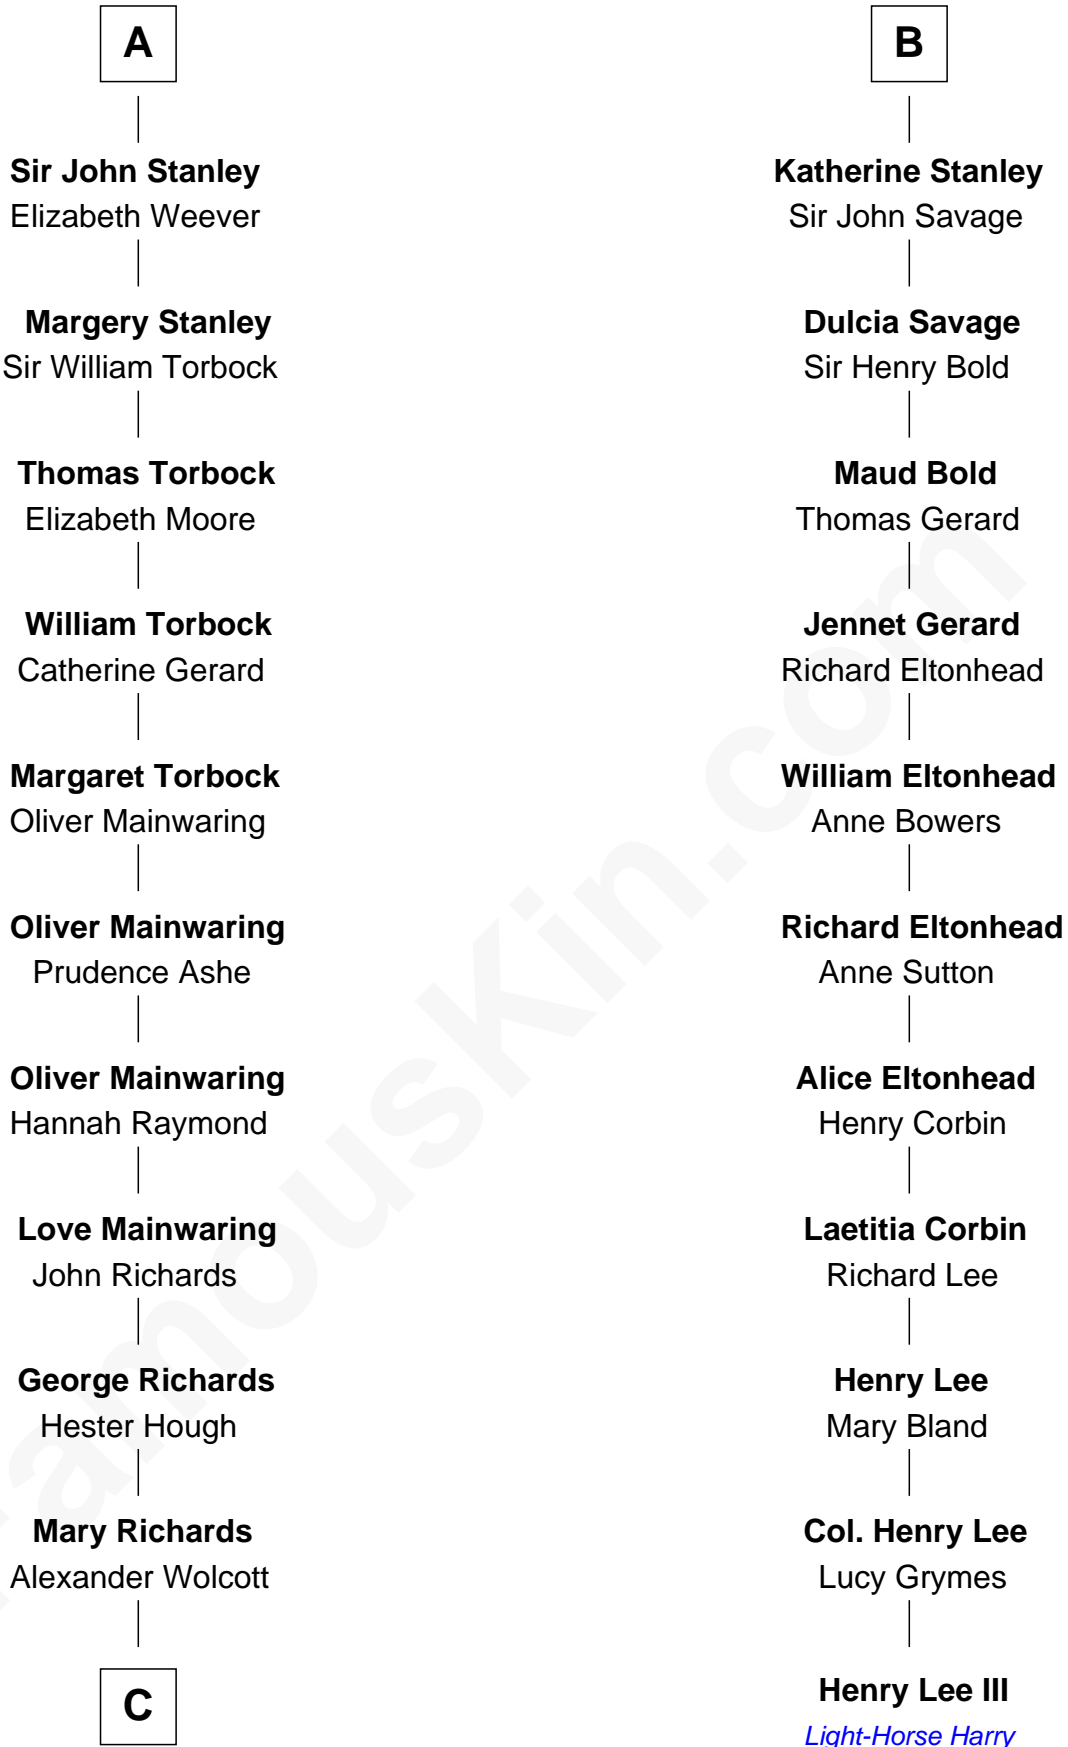 A
Sir John Stanley
Elizabeth Weever
Margery Stanley
Sir William Torbock
Thomas Torbock
Elizabeth Moore
William Torbock
Catherine Gerard
Margaret Torbock
Oliver Mainwaring
Oliver Mainwaring
Prudence Ashe
Oliver Mainwaring
Hannah Raymond
Love Mainwaring
John Richards
George Richards
Hester Hough
Mary Richards
Alexander Wolcott
C
B
Katherine Stanley
Sir John Savage
Dulcia Savage
Sir Henry Bold
Maud Bold
Thomas Gerard
Jennet Gerard
Richard Eltonhead
William Eltonhead
Anne Bowers
Richard Eltonhead
Anne Sutton
Alice Eltonhead
Henry Corbin
Laetitia Corbin
Richard Lee
Henry Lee
Mary Bland
Col. Henry Lee
Lucy Grymes
Henry Lee III
Light-Horse Harry
FamousKin.com